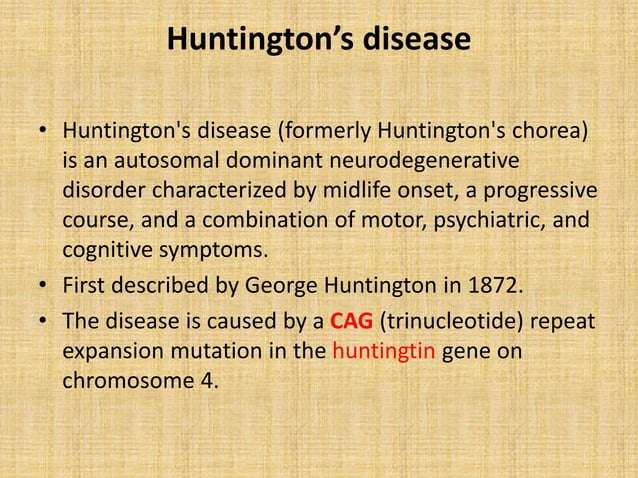 Huntington’s disease
• Huntington's disease (formerly Huntington's chorea)
is an autosomal dominant neurodegenerative
disorder characterized by midlife onset, a progressive
course, and a combination of motor, psychiatric, and
cognitive symptoms.
• First described by George Huntington in 1872.
• The disease is caused by a CAG (trinucleotide) repeat
expansion mutation in the huntingtin gene on
chromosome 4.